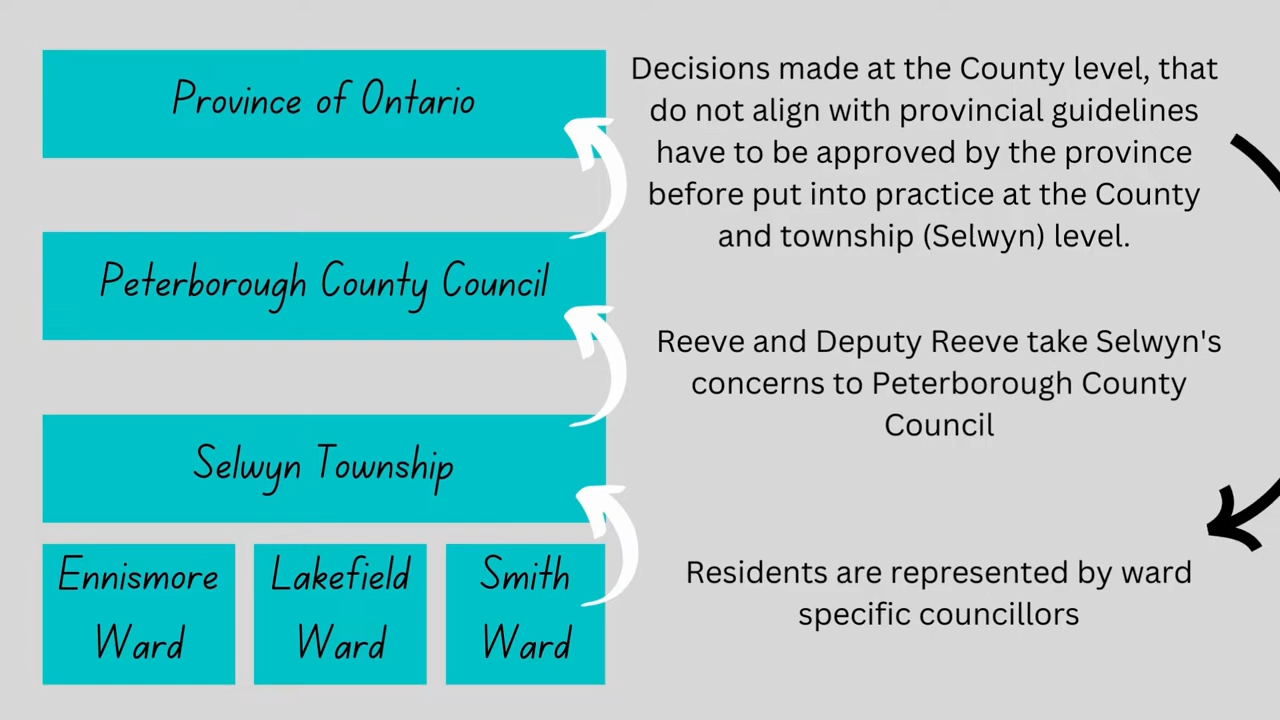 Province of Ontario
Decisions made at the County level, that
do not align with provincial guidelines
have to be approved by the province
before put into practice at the County
and township (Selwyn) level.
Peterborough County Council
Reeve and Deputy Reeve take Selwyn's
concerns to Peterborough County
Council
Selwyn Township
Ennismore
Ward
Lakefield
Ward
Smith
Ward
Residents are represented by ward
specific councillors